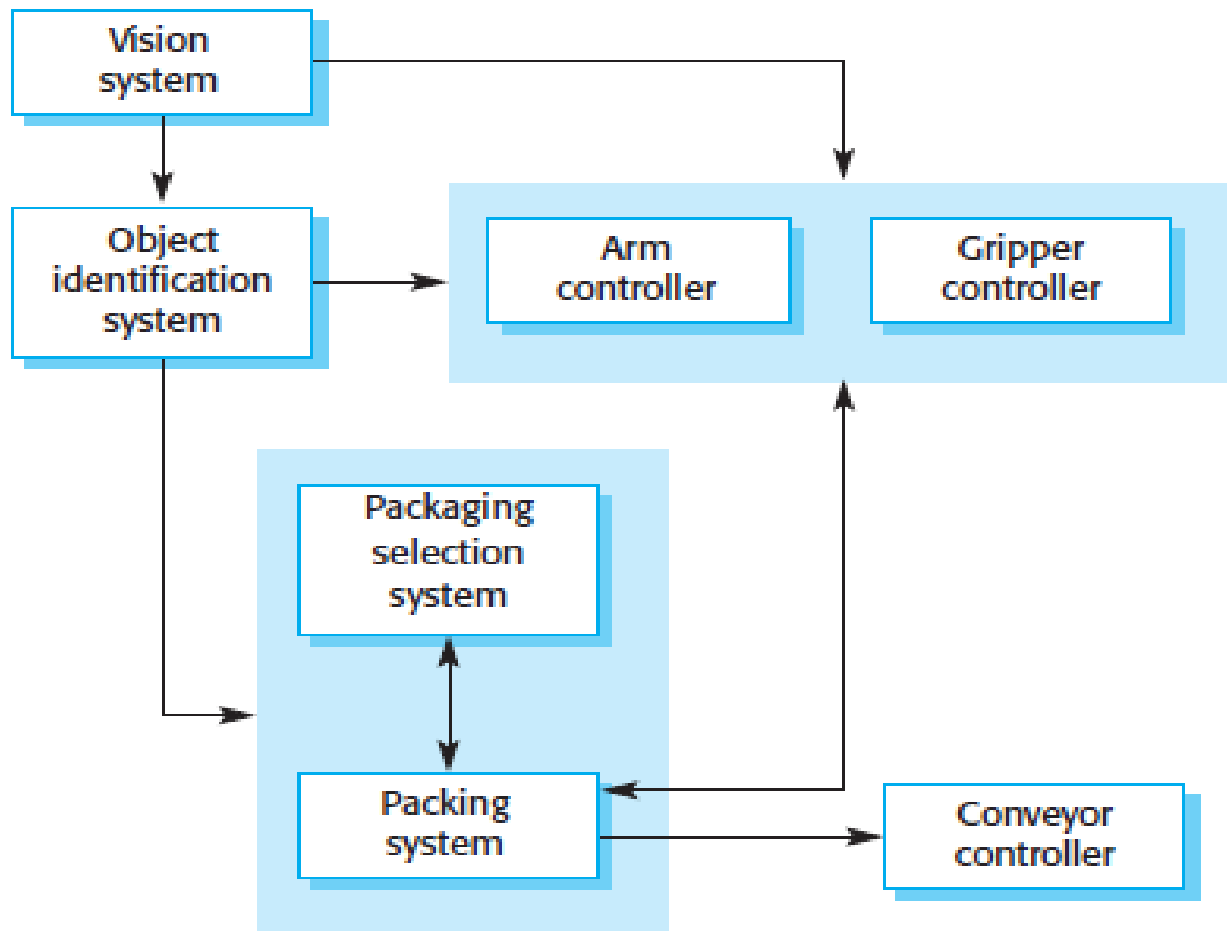 Vision
system
Object
identification
system
Arm
controller
Gripper
controller
Packaging
selection
system
Packing
system
Conveyor
controller